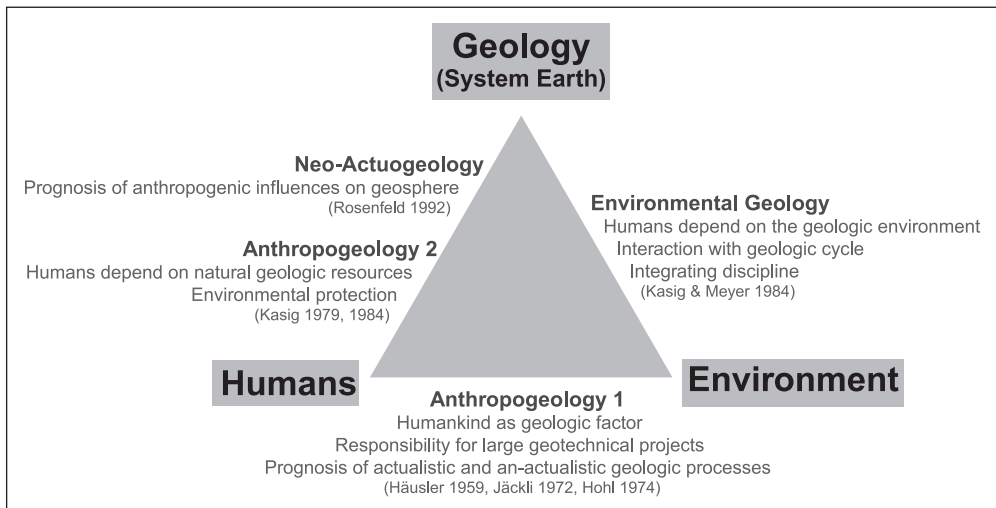 Geology
(System Earth)
Neo-Actuogeology
Prognosis of anthropogenic influences on geosphere
(Rosenfeld 1992)
Anthropogeology 2
Humans depend on natural geologic resources
Environmental protection
(Kasig 1979, 1984)
Environmental Geology
Humans depend on the geologic environment
Interaction with geologic cycle
Integrating discipline
(Kasig & Meyer 1984)
Humans
Environment
Anthropogeology 1
Humankind as geologic factor
Responsibility for large geotechnical projects
Prognosis of actualistic and an-actualistic geologic processes
(Häusler 1959, Jäckli 1972, Hohl 1974)